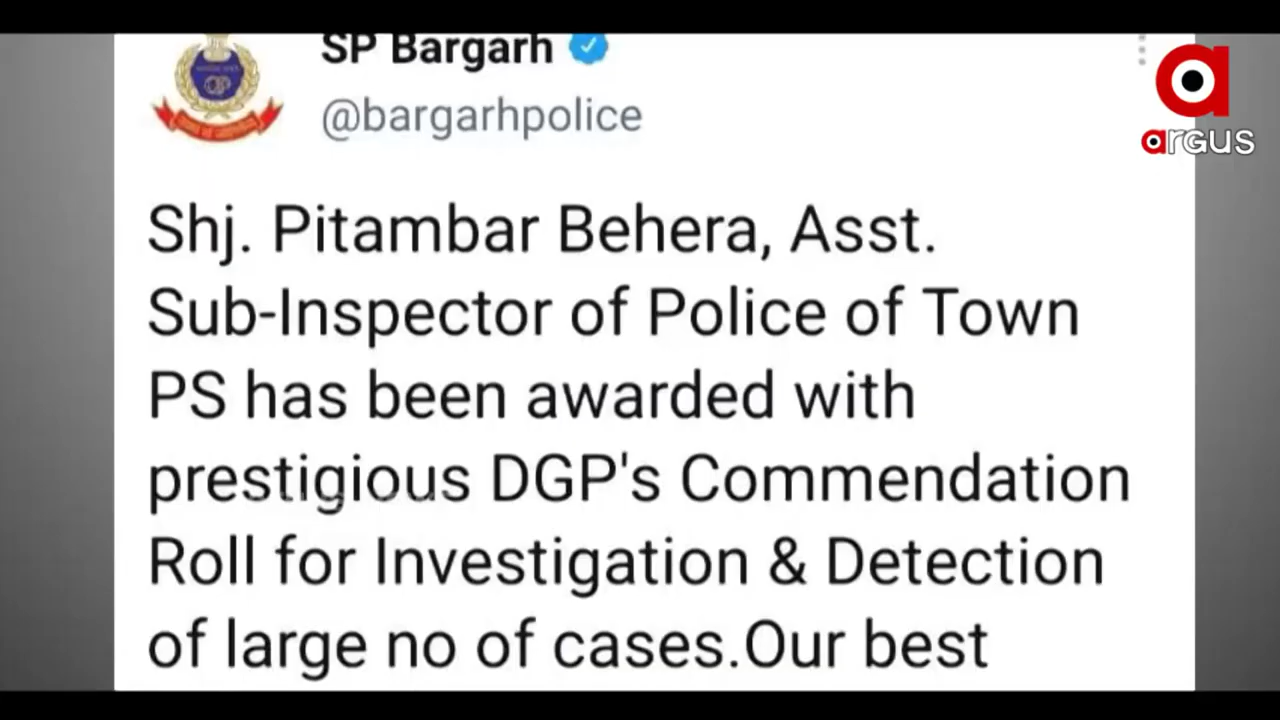 SP Bargarh
@bargarhpolice
argus
Shj. Pitambar Behera, Asst.
Sub-Inspector of Police of Town
PS has been awarded with
prestigious DGP's Commendation
Roll for Investigation & Detection
of large no of cases.Our best